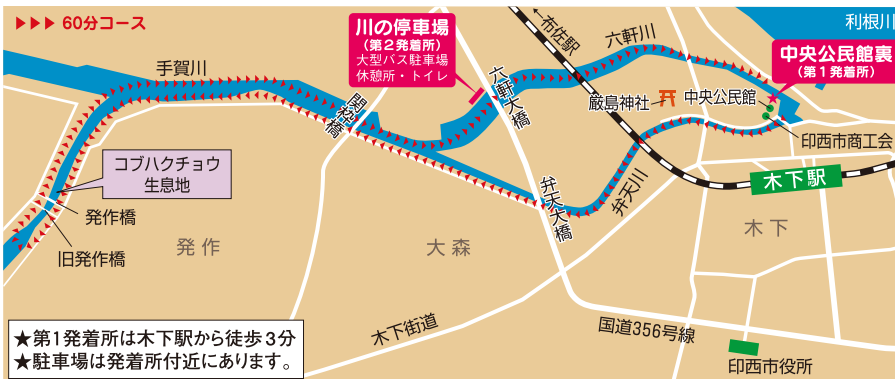 ▶▶▶ 60分コース
川の停車場
(第2発着所)
大型バス駐車場
休憩所・トイレ
←布佐駅
六軒川
利根川
中央公民館裏
(第1発着所)
手賀川
関枠橋
六軒大橋
厳島神社
中央公民館
印西市商工会
コブハクチョウ
生息地
弁天大橋
弁天川
木下駅
発作橋
旧発作橋
発作
大森
木下
木下街道
国道356号線
印西市役所
★第1発着所は木下駅から徒歩3分
★駐車場は発着所付近にあります。